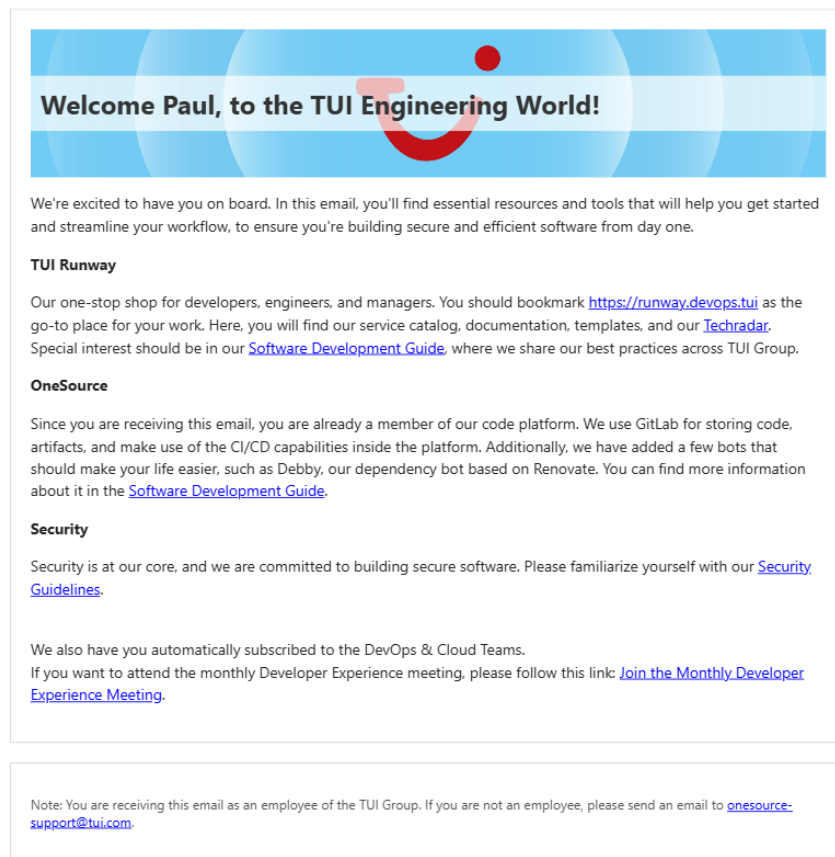 Welcome Paul, to the TUI Engineering World!
We're excited to have you on board. In this email, you'll find essential resources and tools that will help you get started
and streamline your workflow, to ensure you're building secure and efficient software from day one.
TUI Runway
Our one-stop shop for developers, engineers, and managers. You should bookmark https://runway.devops.tui as the
go-to place for your work. Here, you will find our service catalog, documentation, templates, and our Techradar.
Special interest should be in our Software Development Guide, where we share our best practices across TUI Group.
OneSource
Since you are receiving this email, you are already a member of our code platform. We use GitLab for storing code,
artifacts, and make use of the CI/CD capabilities inside the platform. Additionally, we have added a few bots that
should make your life easier, such as Debby, our dependency bot based on Renovate. You can find more information
about it in the Software Development Guide.
Security
Security is at our core, and we are committed to building secure software. Please familiarize yourself with our Security
Guidelines.
We also have you automatically subscribed to the DevOps & Cloud Teams.
If you want to attend the monthly Developer Experience meeting, please follow this link: Join the Monthly Developer
Experience Meeting.
Note: You are receiving this email as an employee of the TUI Group. If you are not an employee, please send an email to onesource-
support@tui.com.